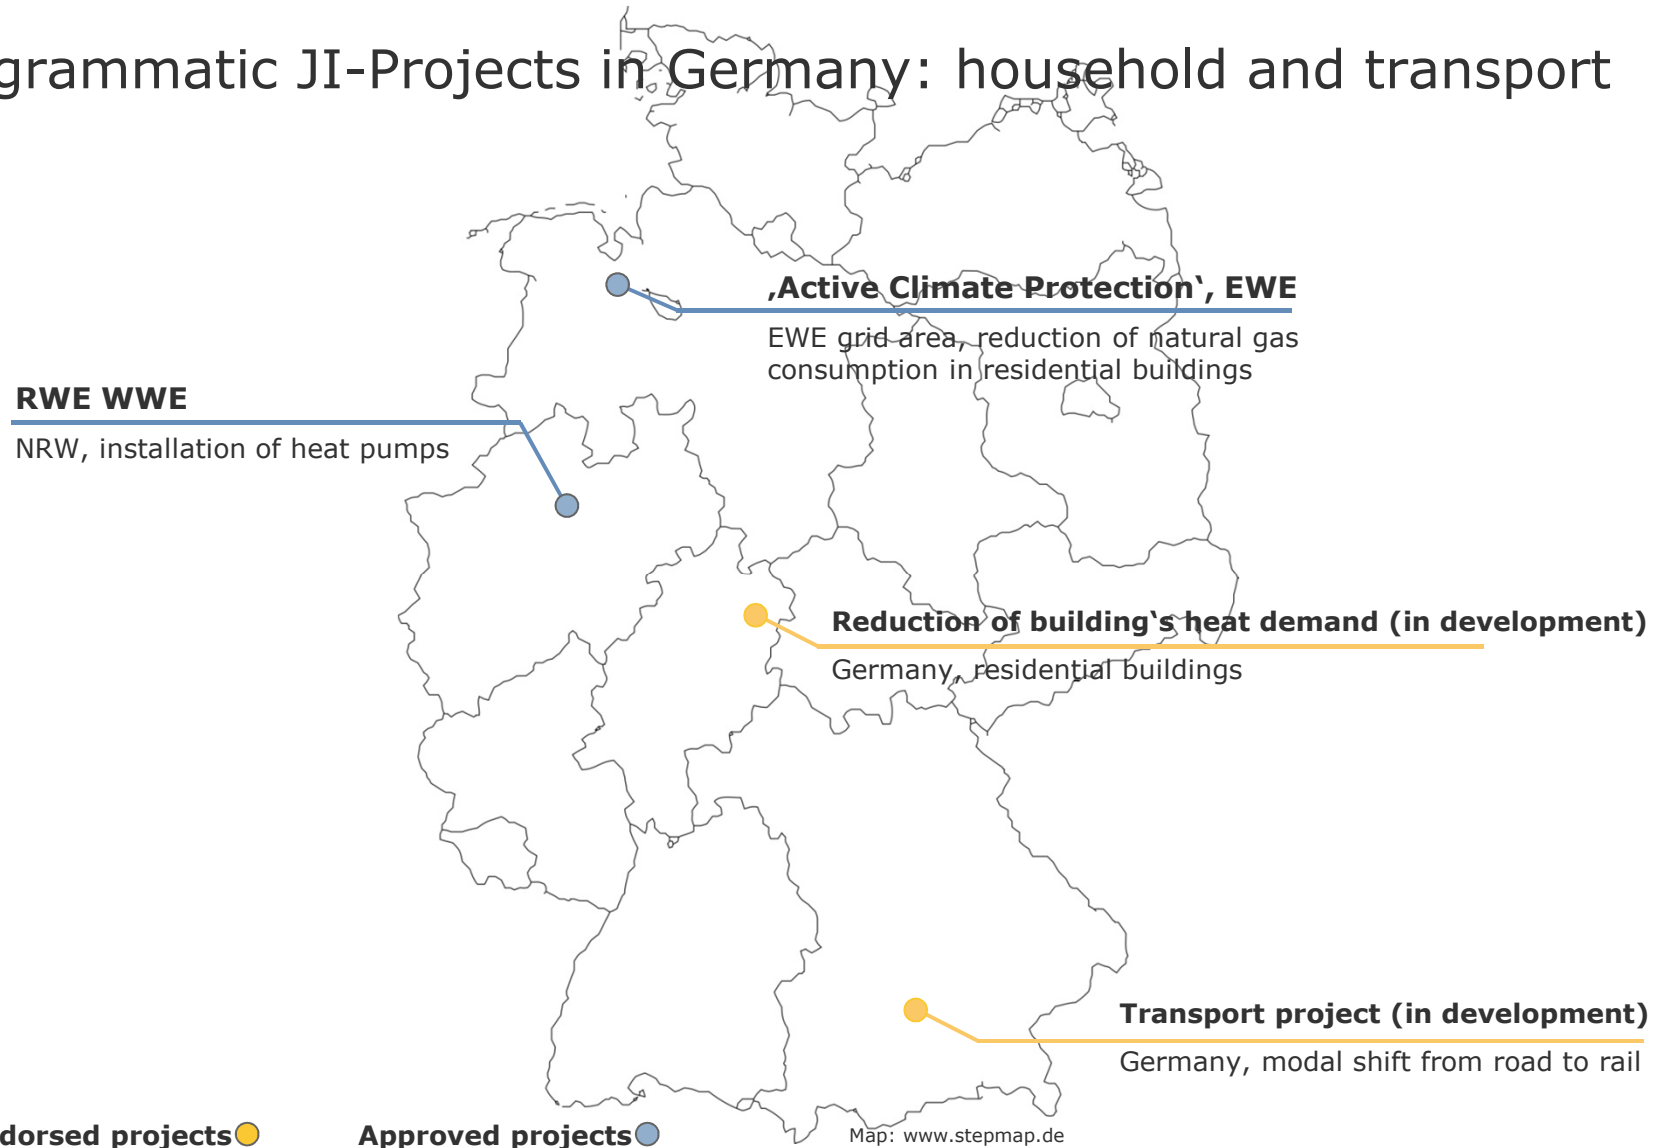 grammatic JI-Projects in Germany: household and transport
‚Active Climate Protection‘, EWE
EWE grid area, reduction of natural gas
consumption in residential buildings
RWE WWE
NRW, installation of heat pumps
Reduction of building‘s heat demand (in development)
Germany, residential buildings
Transport project (in development)
Germany, modal shift from road to rail
dorsed projects
Approved projects
Map: www.stepmap.de